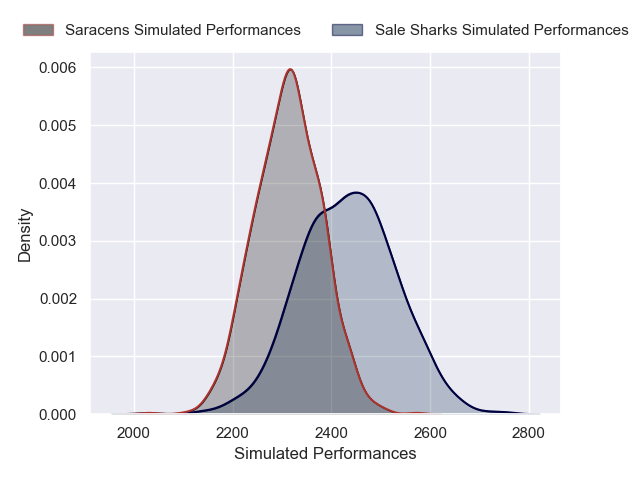 Saracens Simulated Performances Sale Sharks Simulated Performances
0.006
0.005
0.004
0.003
0.002
0.001
0.000
Density
2000 2200 2400 2600 2800
Simulated Performances